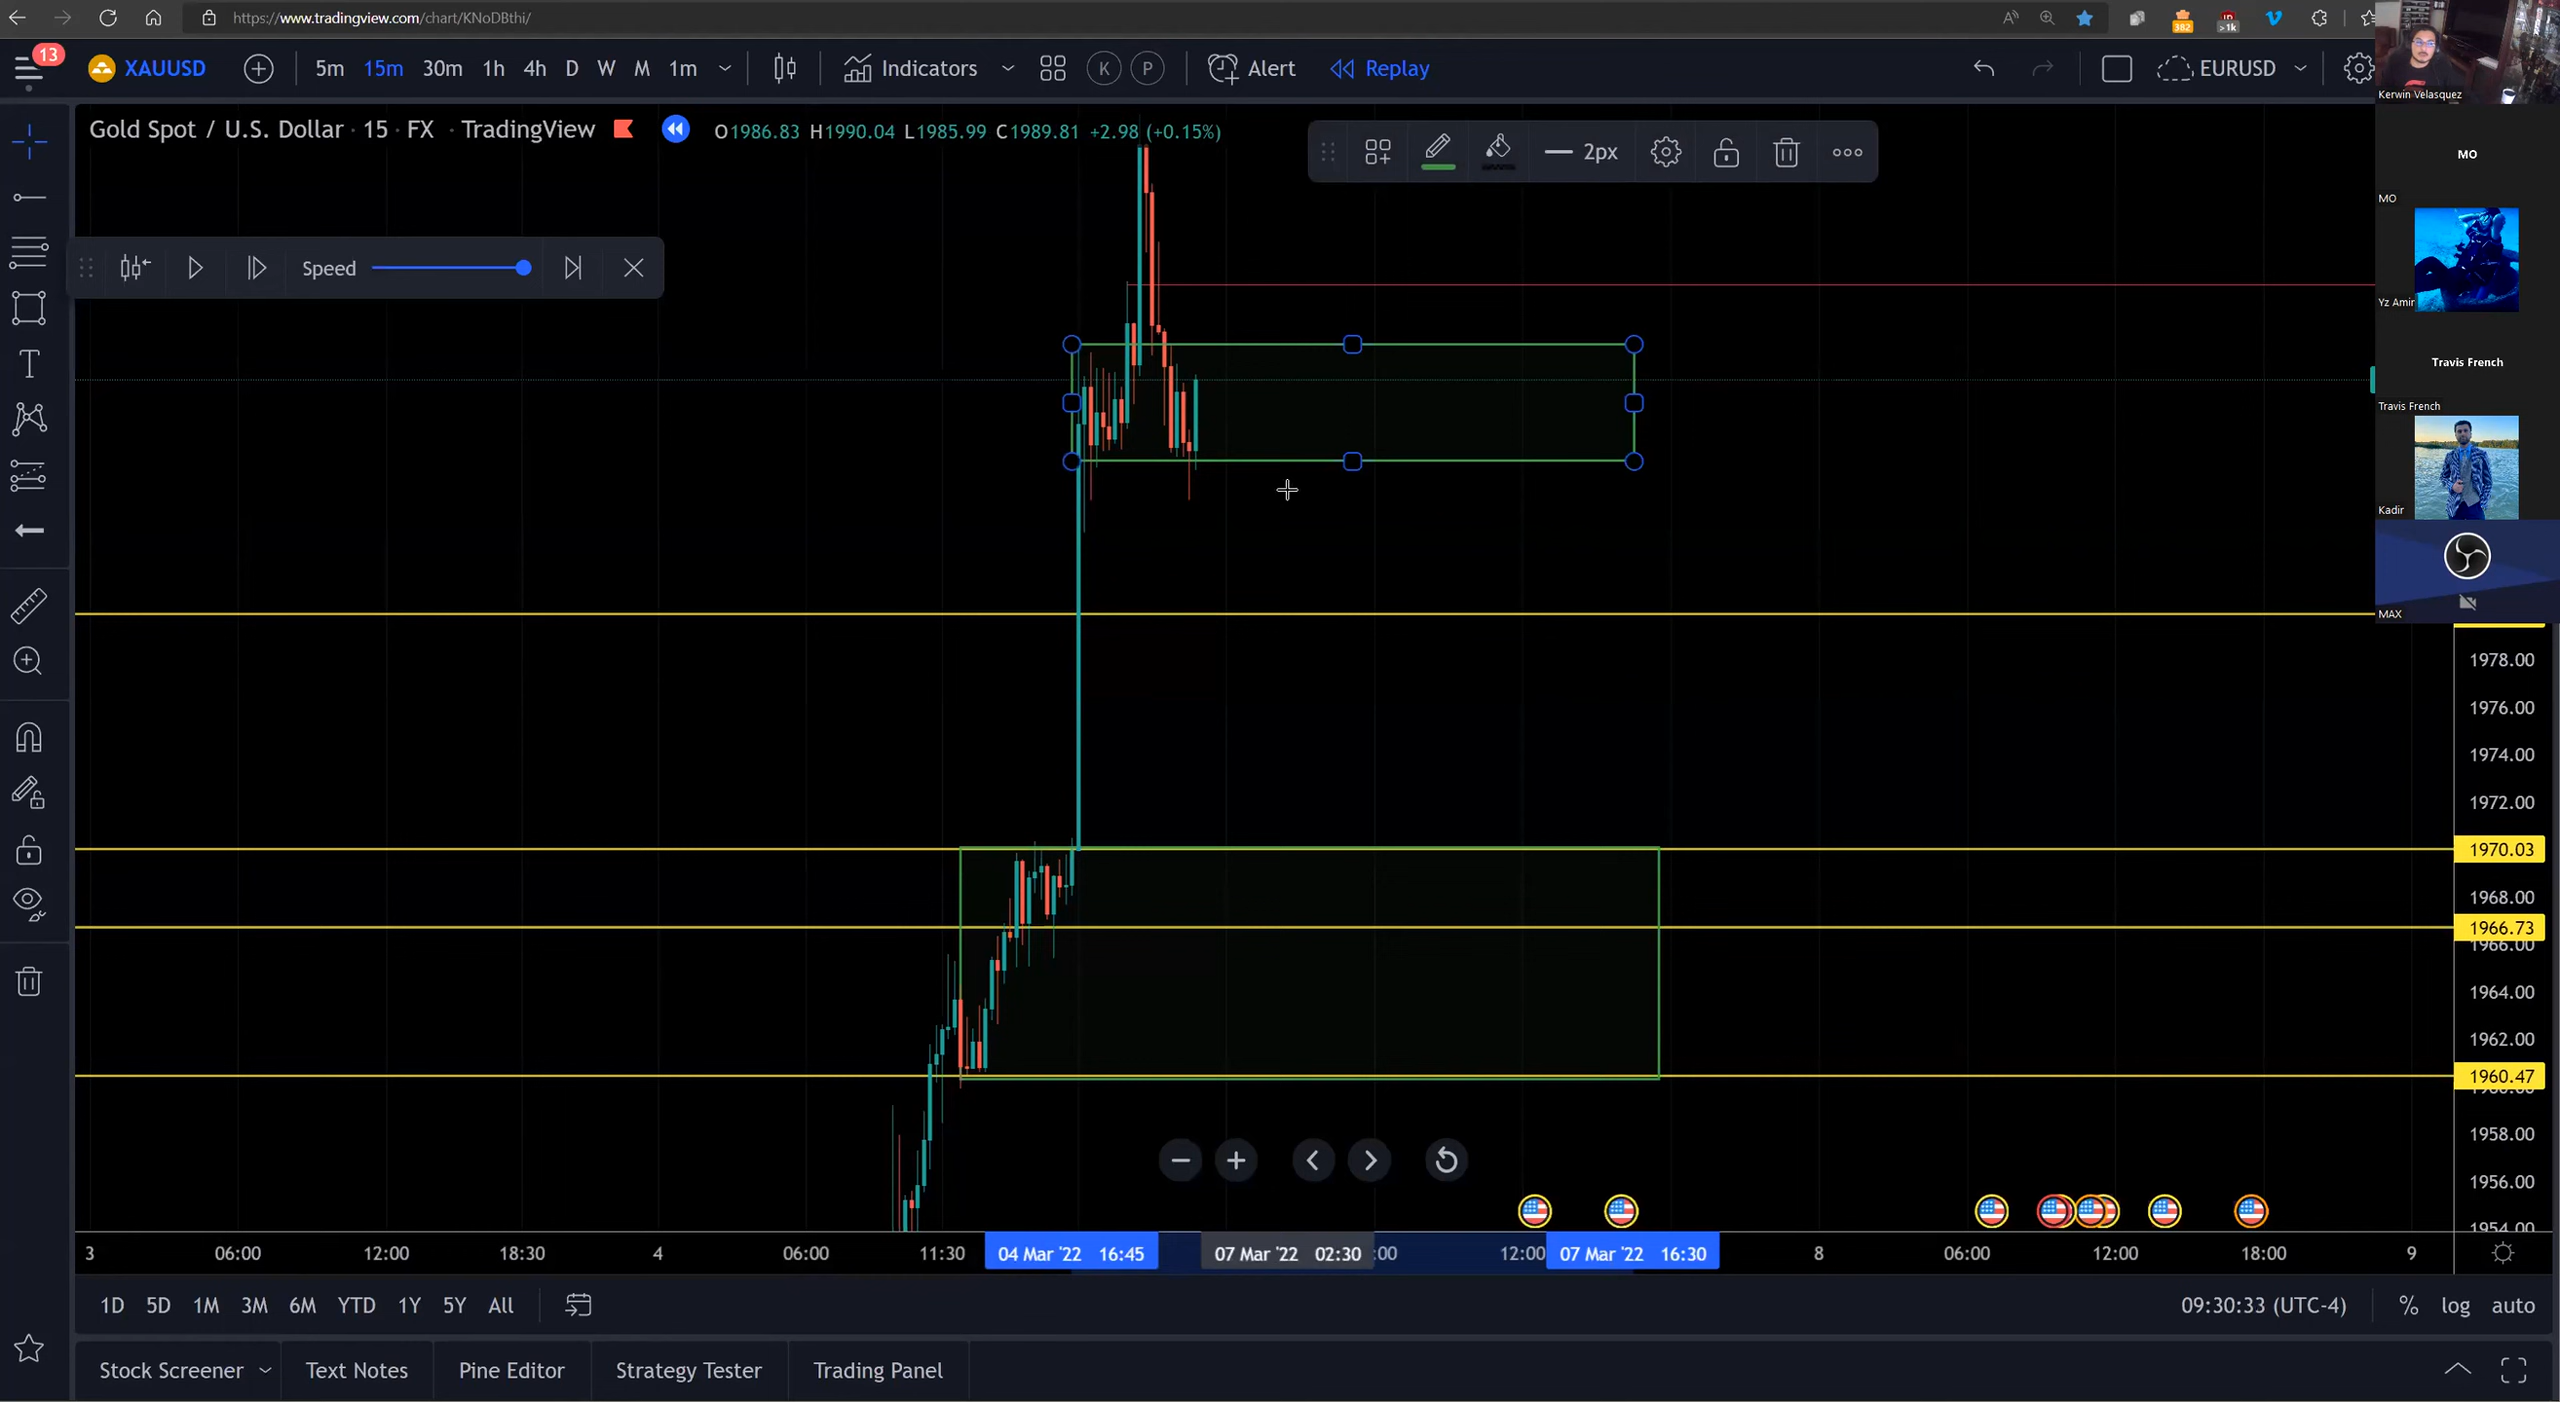 https://www.tradingview.com/chart/KNoDBthi/
382
>1k
13
XAUUSD
5m 15m 30m 1h 4h D W M 1m
Indicators
K P
Alert
Replay
EURUSD
Kerwin Velasquez
Gold Spot / U.S. Dollar · 15 · FX · TradingView
O1986.83 H1990.04 L1985.99 C1989.81 +2.98 (+0.15%)
2px
MO
MO
Speed
Yz Amir
Travis French
Travis French
Kadir
MAX
1978.00
1976.00
1974.00
1972.00
1970.03
1968.00
1966.73
1966.00
1964.00
1962.00
1960.47
1958.00
1956.00
1954.00
3 06:00 12:00 18:30 4 06:00 11:30 04 Mar '22 16:45 07 Mar '22 02:30 :00 12:00 07 Mar '22 16:30 8 06:00 12:00 18:00 9
1D 5D 1M 3M 6M YTD 1Y 5Y All
09:30:33 (UTC-4) % log auto
Stock Screener Text Notes Pine Editor Strategy Tester Trading Panel